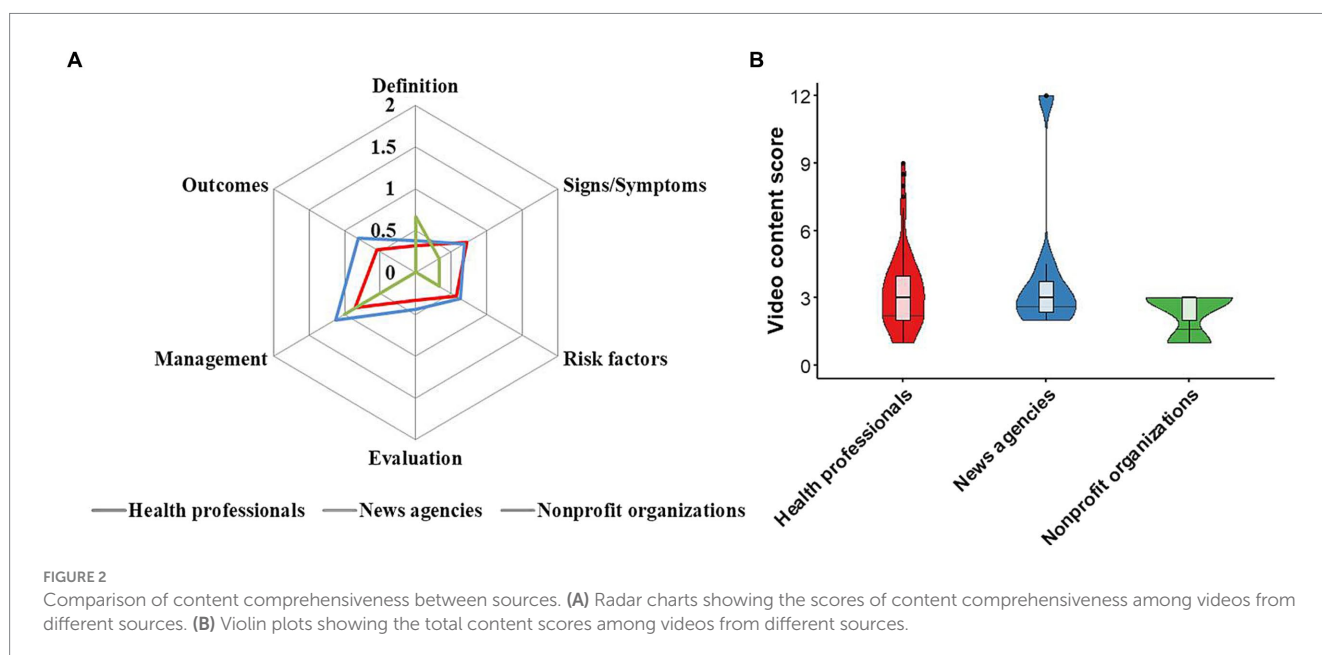 A
Definition
2
1.5
1
0.5
0
Outcomes
Signs/Symptoms
Management
Risk factors
Evaluation
Health professionals News agencies Nonprofit organizations
B
Video content score
12
9
6
3
0
Health professionals
News agencies
Nonprofit organizations
FIGURE 2
Comparison of content comprehensiveness between sources. (A) Radar charts showing the scores of content comprehensiveness among videos from
different sources. (B) Violin plots showing the total content scores among videos from different sources.